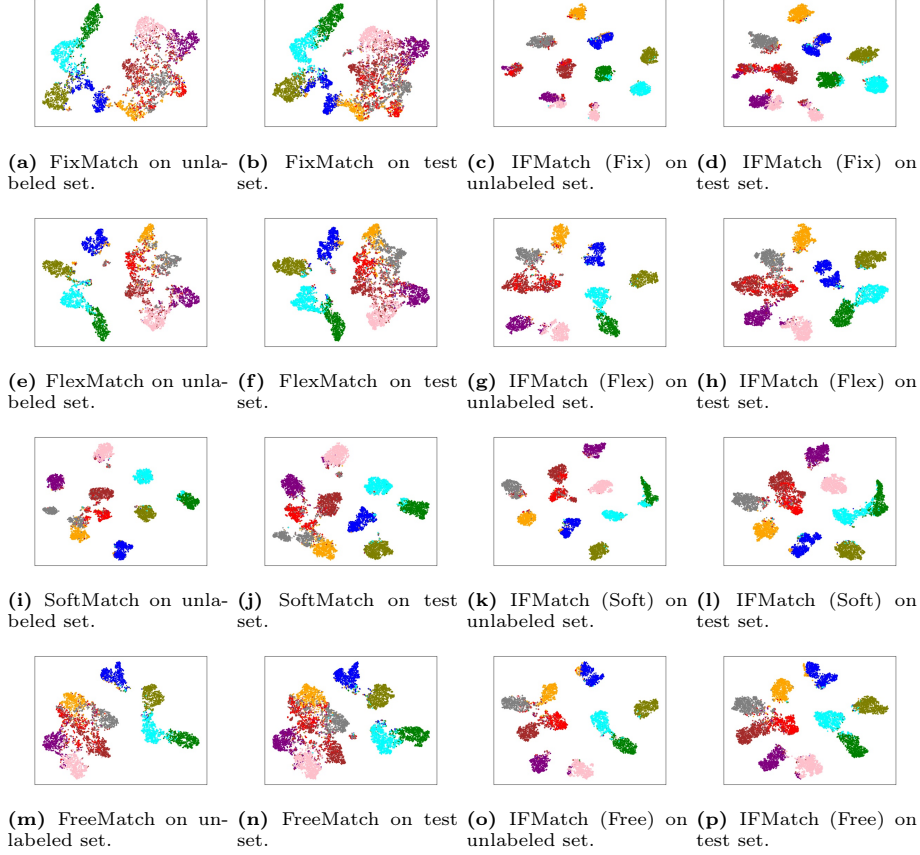 (a) FixMatch on unla-
beled set.
(b) FixMatch on test
set.
(c) IFMatch (Fix) on
unlabeled set.
(d) IFMatch (Fix) on
test set.
(e) FlexMatch on unla-
beled set.
(f) FlexMatch on test
set.
(g) IFMatch (Flex) on
unlabeled set.
(h) IFMatch (Flex) on
test set.
(i) SoftMatch on unla-
beled set.
(j) SoftMatch on test
set.
(k) IFMatch (Soft) on
unlabeled set.
(l) IFMatch (Soft) on
test set.
(m) FreeMatch on un-
labeled set.
(n) FreeMatch on test
set.
(o) IFMatch (Free) on
unlabeled set.
(p) IFMatch (Free) on
test set.